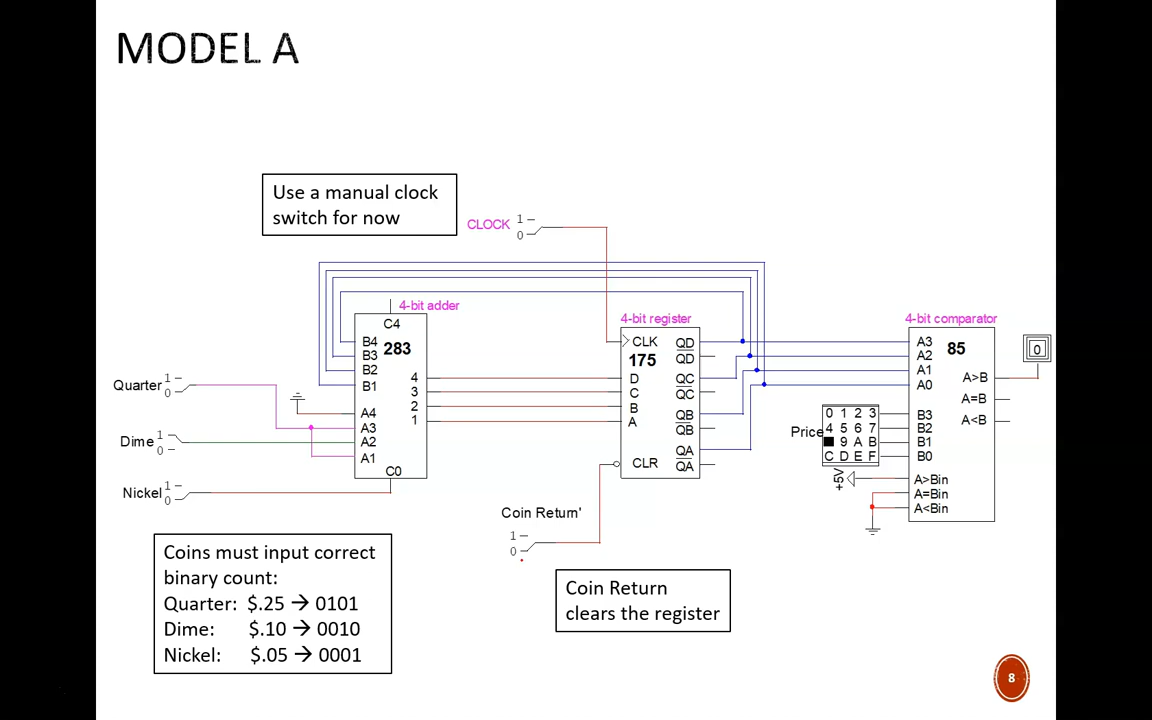 MODEL A
Use a manual clock
switch for now
CLOCK
1
0
4-bit adder
C4
283
B4
B3
B2
B1
A4
A3
A2
A1
4
3
2
1
C0
Quarter
1
0
Dime
1
0
Nickel
1
0
4-bit register
CLK
175
D
C
B
A
CLR
QD
QD
QC
QC
QB
QB
QA
QA
Coin Return'
1
0
4-bit comparator
85
A3
A2
A1
A0
B3
B2
B1
B0
A>Bin
A=Bin
A<Bin
A>B
A=B
A<B
0
Price
0 1 2 3
4 5 6 7
9 A B
C D E F
+5V
Coins must input correct
binary count:
Quarter: $.25 → 0101
Dime: $.10 → 0010
Nickel: $.05 → 0001
Coin Return
clears the register
8